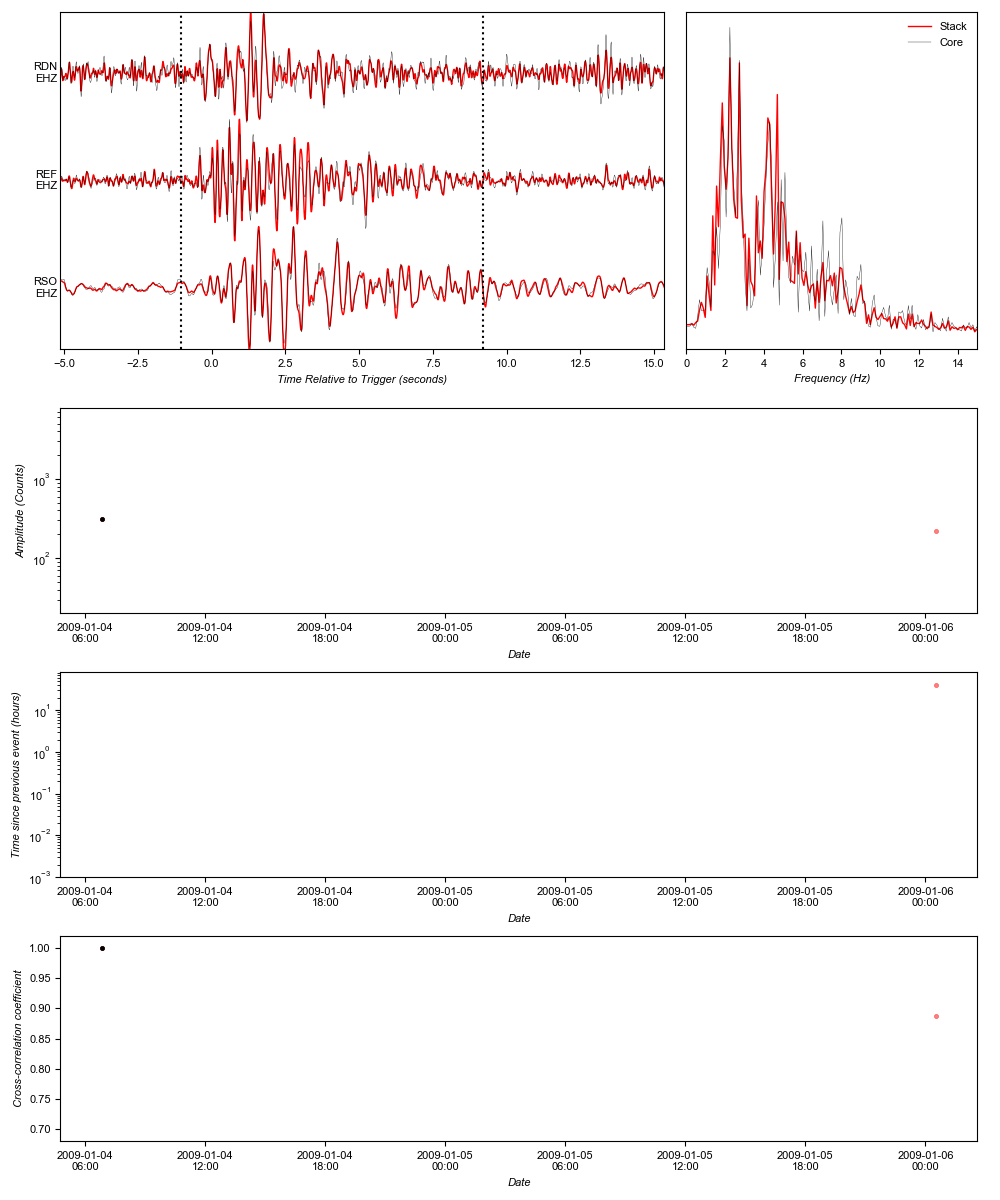 RDN
EHZ
REF
EHZ
RSO
EHZ
−5.0 −2.5 0.0 2.5 5.0 7.5 10.0 12.5 15.0
Time Relative to Trigger (seconds)
Stack
Core
0 2 4 6 8 10 12 14
Frequency (Hz)
Amplitude (Counts)
10³
10²
2009-01-04 2009-01-04 2009-01-04 2009-01-05 2009-01-05 2009-01-05 2009-01-05 2009-01-06
06:00 12:00 18:00 00:00 06:00 12:00 18:00 00:00
Date
Time since previous event (hours)
10¹
10⁰
10⁻¹
10⁻²
10⁻³
2009-01-04 2009-01-04 2009-01-04 2009-01-05 2009-01-05 2009-01-05 2009-01-05 2009-01-06
06:00 12:00 18:00 00:00 06:00 12:00 18:00 00:00
Date
Cross-correlation coefficient
1.00
0.95
0.90
0.85
0.80
0.75
0.70
2009-01-04 2009-01-04 2009-01-04 2009-01-05 2009-01-05 2009-01-05 2009-01-05 2009-01-06
06:00 12:00 18:00 00:00 06:00 12:00 18:00 00:00
Date